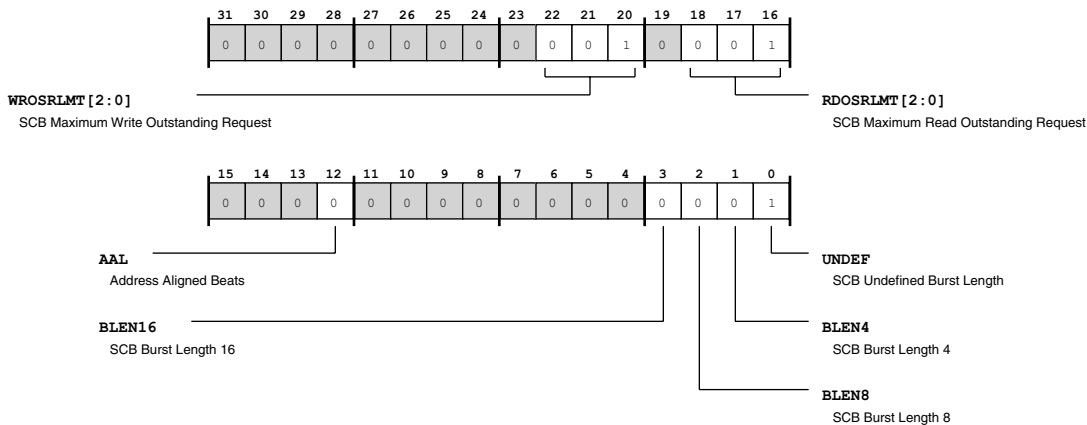 31 30 29 28 27 26 25 24 23 22 21 20 19 18 17 16
0 0 0 0 0 0 0 0 0 0 0 1 0 0 0 1
WROSRLMT[2:0] RDOSRLMT[2:0]
SCB Maximum Write Outstanding Request SCB Maximum Read Outstanding Request
15 14 13 12 11 10 9 8 7 6 5 4 3 2 1 0
0 0 0 0 0 0 0 0 0 0 0 0 0 0 0 1
AAL UNDEF
Address Aligned Beats SCB Undefined Burst Length
BLEN16 BLEN4
SCB Burst Length 16 SCB Burst Length 4
BLEN8
SCB Burst Length 8